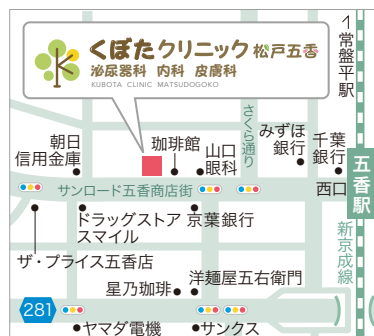 くぼたクリニック 松戸五香
泌尿器科 内科 皮膚科
KUBOTA CLINIC MATSUDOGOKO
↑常盤平駅
さくら通り
朝日
信用金庫
珈琲館
山口
眼科
みずほ
銀行
千葉
銀行
五香駅
西口
サンロード五香商店街
ドラッグストア
スマイル
京葉銀行
新京成線
ザ・プライス五香店
洋麺屋五右衛門
星乃珈琲
281
ヤマダ電機
サンクス